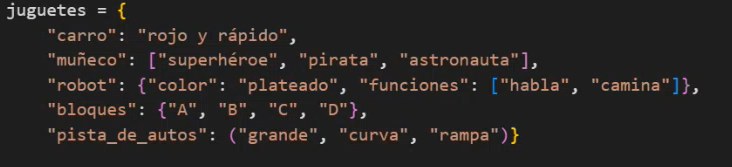 juguetes = {
    "carro": "rojo y rápido",
    "muñeco": ["superhéroe", "pirata", "astronauta"],
    "robot": {"color": "plateado", "funciones": ["habla", "camina"]},
    "bloques": {"A", "B", "C", "D"},
    "pista_de_autos": ("grande", "curva", "rampa")}